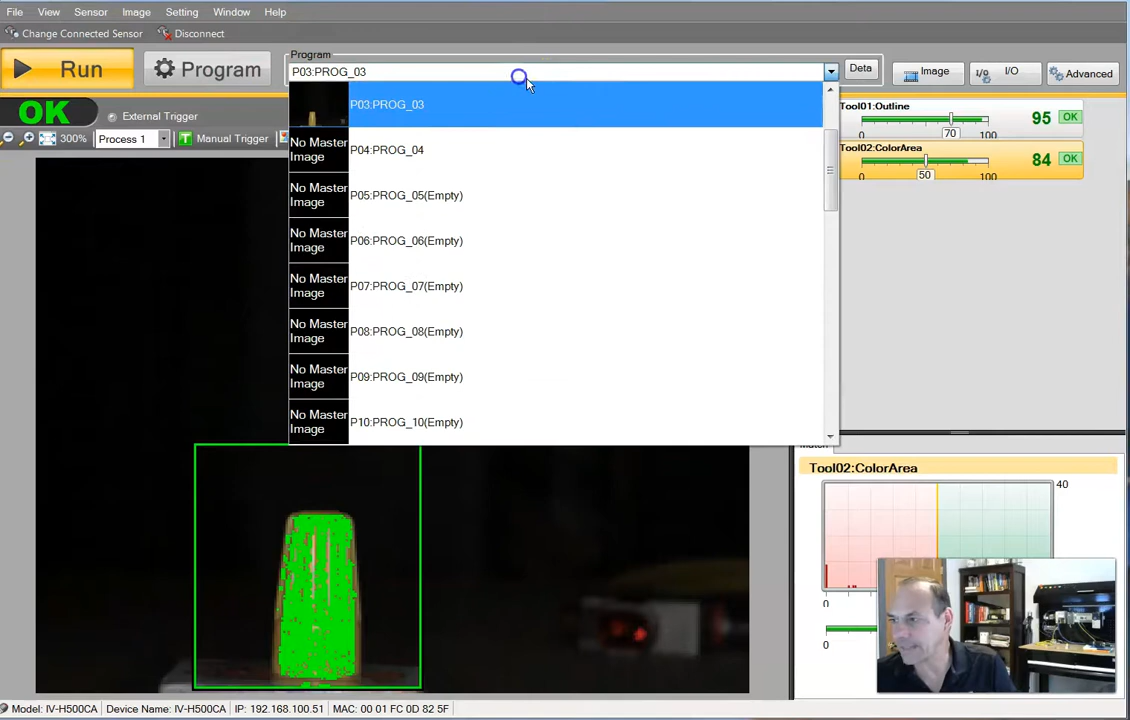 File View Sensor Image Setting Window Help
Change Connected Sensor Disconnect
Program
Run Program P03:PROG_03 Deta Image I/O I/O Advanced
OK External Trigger
300% Process 1 T Manual Trigger
P03:PROG_03
No Master Image P04:PROG_04
No Master Image P05:PROG_05(Empty)
No Master Image P06:PROG_06(Empty)
No Master Image P07:PROG_07(Empty)
No Master Image P08:PROG_08(Empty)
No Master Image P09:PROG_09(Empty)
No Master Image P10:PROG_10(Empty)
Tool01:Outline 95 OK
0 70 100
Tool02:ColorArea 84 OK
0 50 100
Tool02:ColorArea
40
0
0
Model: IV-H500CA Device Name: IV-H500CA IP: 192.168.100.51 MAC: 00 01 FC 0D 82 5F